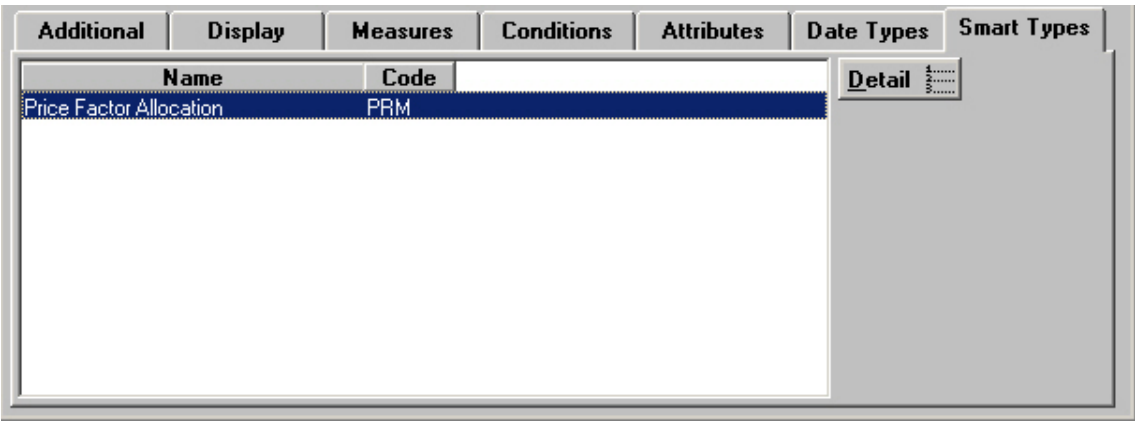 Additional Display Measures Conditions Attributes Date Types Smart Types
Name Code
Detail
Price Factor Allocation PRM